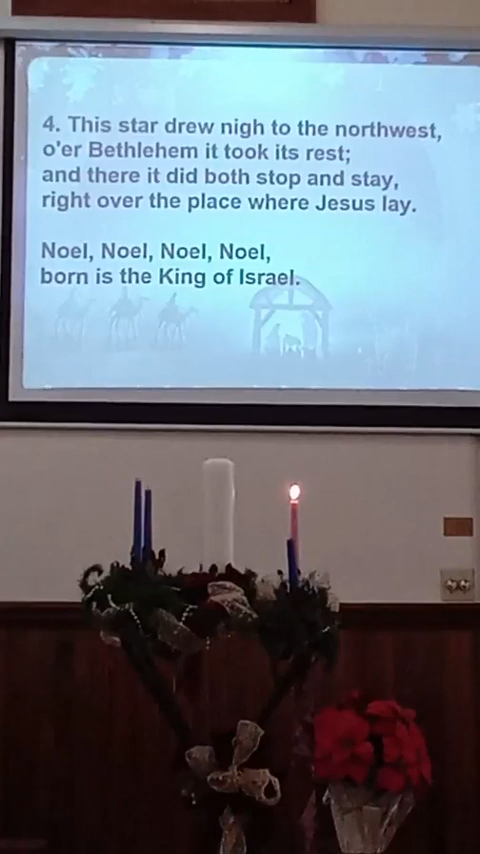 4. This star drew nigh to the northwest,
o'er Bethlehem it took its rest;
and there it did both stop and stay,
right over the place where Jesus lay.
Noel, Noel, Noel, Noel,
born is the King of Israel.